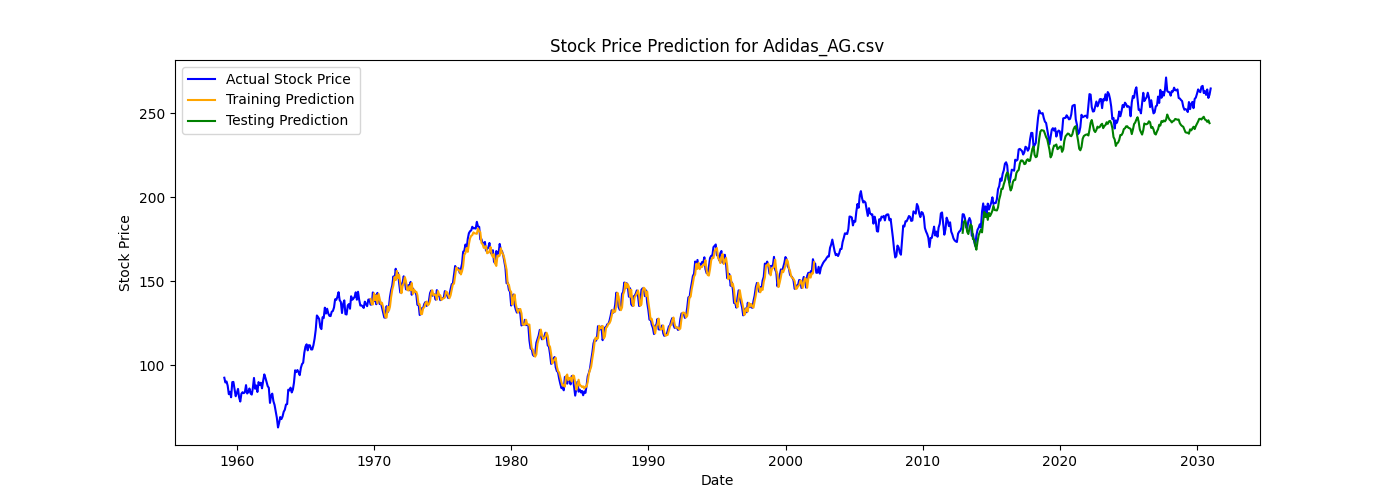 Stock Price Prediction for Adidas_AG.csv
Actual Stock Price
Training Prediction
Testing Prediction
Stock Price
250
200
150
100
1960 1970 1980 1990 2000 2010 2020 2030
Date